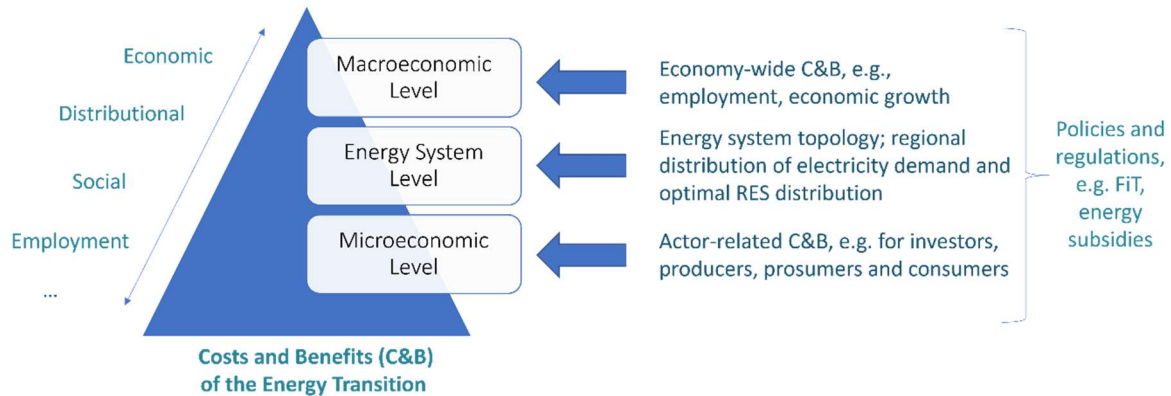 Economic
Distributional
Social
Employment
...
Macroeconomic
Level
Energy System
Level
Microeconomic
Level
Economy-wide C&B, e.g.,
employment, economic growth
Energy system topology; regional
distribution of electricity demand and
optimal RES distribution
Actor-related C&B, e.g. for investors,
producers, prosumers and consumers
Policies and
regulations,
e.g. FiT,
energy
subsidies
Costs and Benefits (C&B)
of the Energy Transition